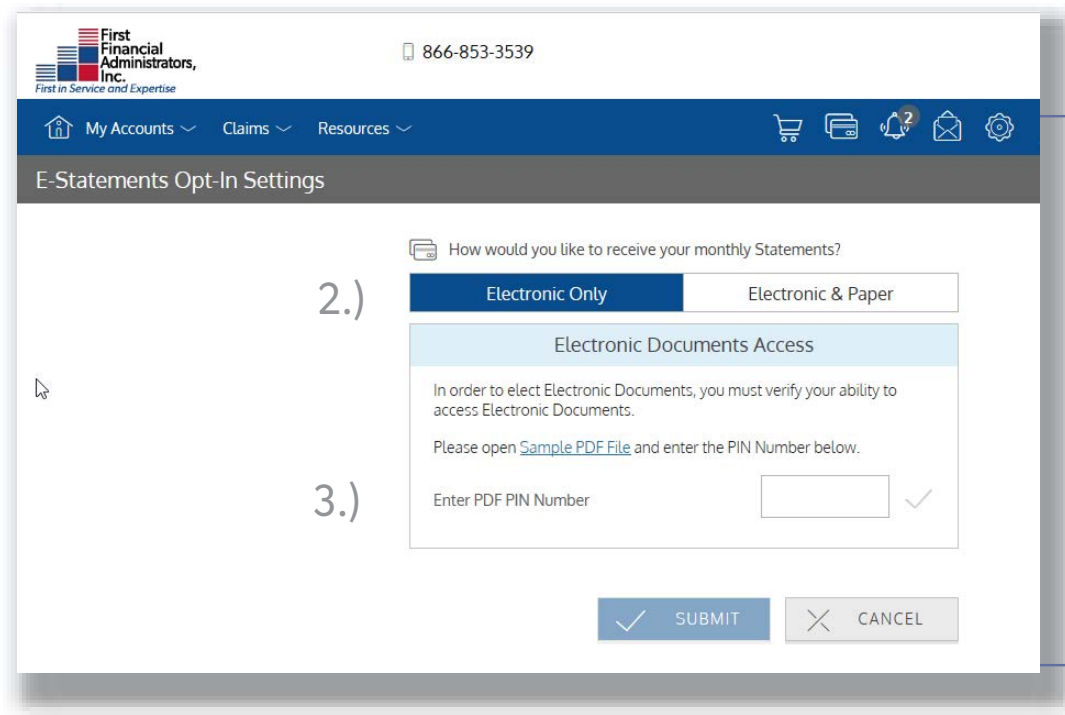 First
Financial
Administrators,
Inc.
First in Service and Expertise
866-853-3539
My Accounts Claims Resources 2
E-Statements Opt-In Settings
How would you like to receive your monthly Statements?
2.) Electronic Only Electronic & Paper
Electronic Documents Access
In order to elect Electronic Documents, you must verify your ability to
access Electronic Documents.
Please open Sample PDF File and enter the PIN Number below.
3.) Enter PDF PIN Number
SUBMIT CANCEL